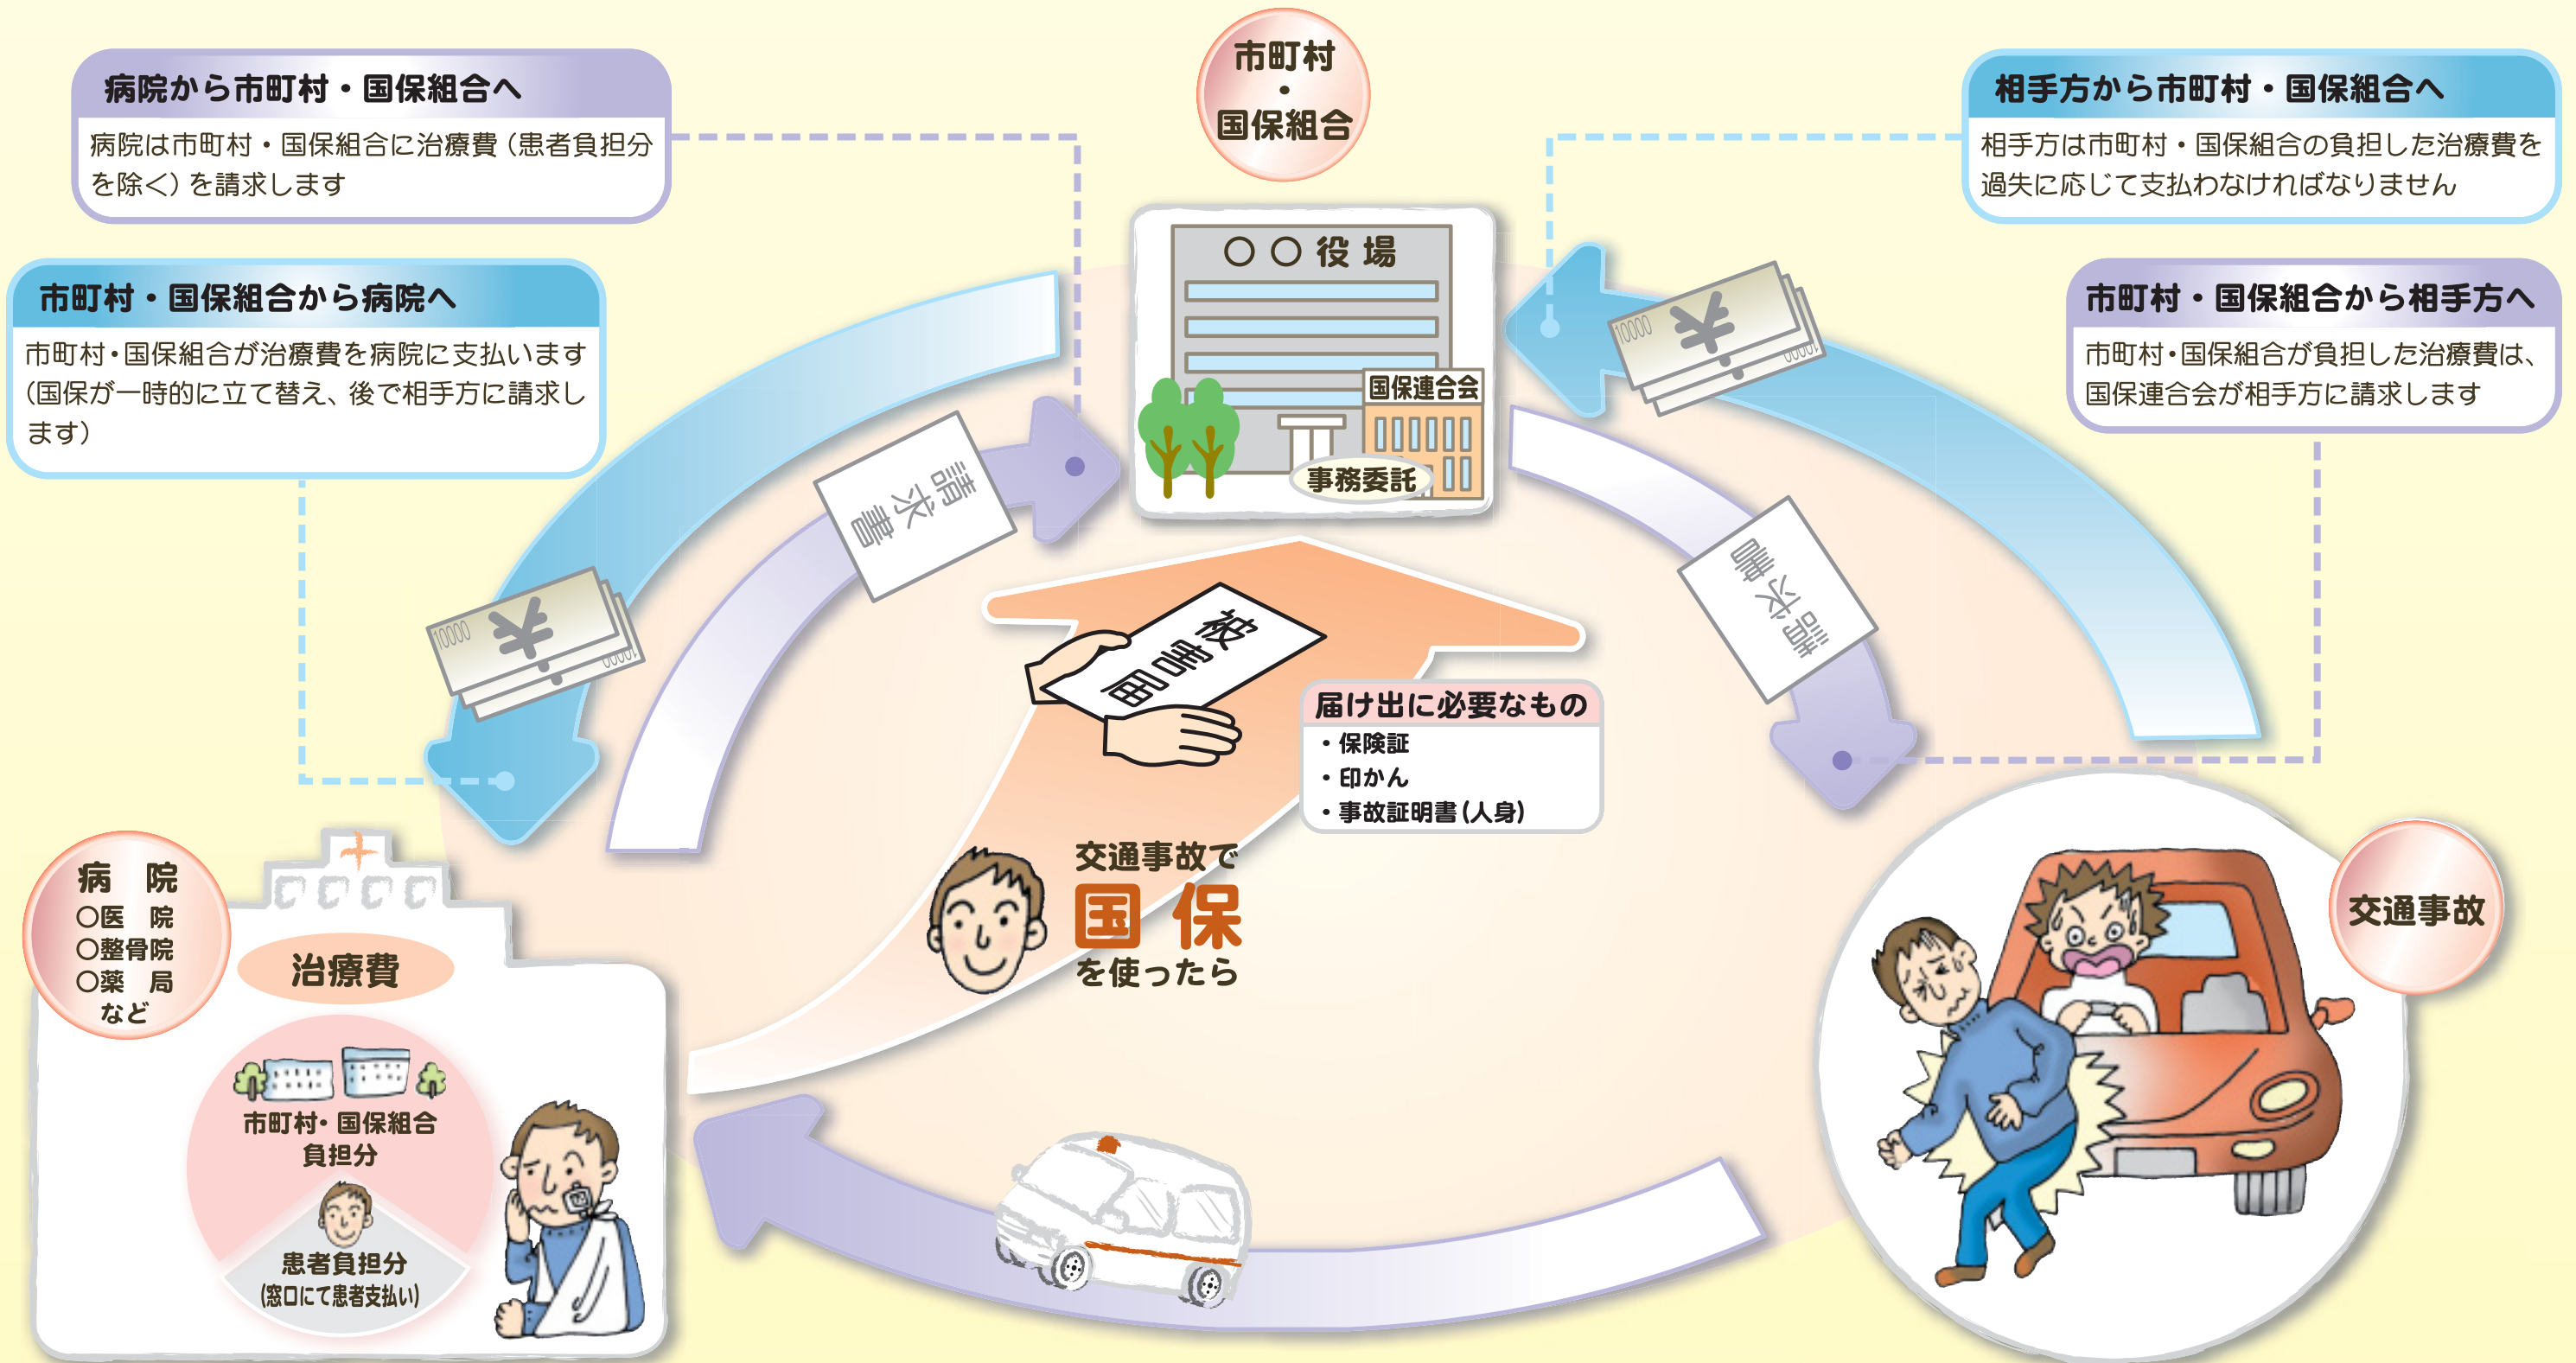 市町村
・
国保組合
病院から市町村・国保組合へ
病院は市町村・国保組合に治療費（患者負担分
を除く）を請求します
市町村・国保組合から病院へ
市町村・国保組合が治療費を病院に支払います
（国保が一時的に立て替え、後で相手方に請求し
ます）
相手方から市町村・国保組合へ
相手方は市町村・国保組合の負担した治療費を
過失に応じて支払わなければなりません
市町村・国保組合から相手方へ
市町村・国保組合が負担した治療費は、
国保連合会が相手方に請求します
〇〇役場
国保連合会
事務委託
請求書
10000
¥
10000
請求書
10000
¥
10000
被害届
届け出に必要なもの
・保険証
・印かん
・事故証明書(人身)
交通事故で
国保
を使ったら
病　院
〇医　院
〇整骨院
〇薬　局
など
治療費
市町村・国保組合
負担分
患者負担分
(窓口にて患者支払い)
交通事故